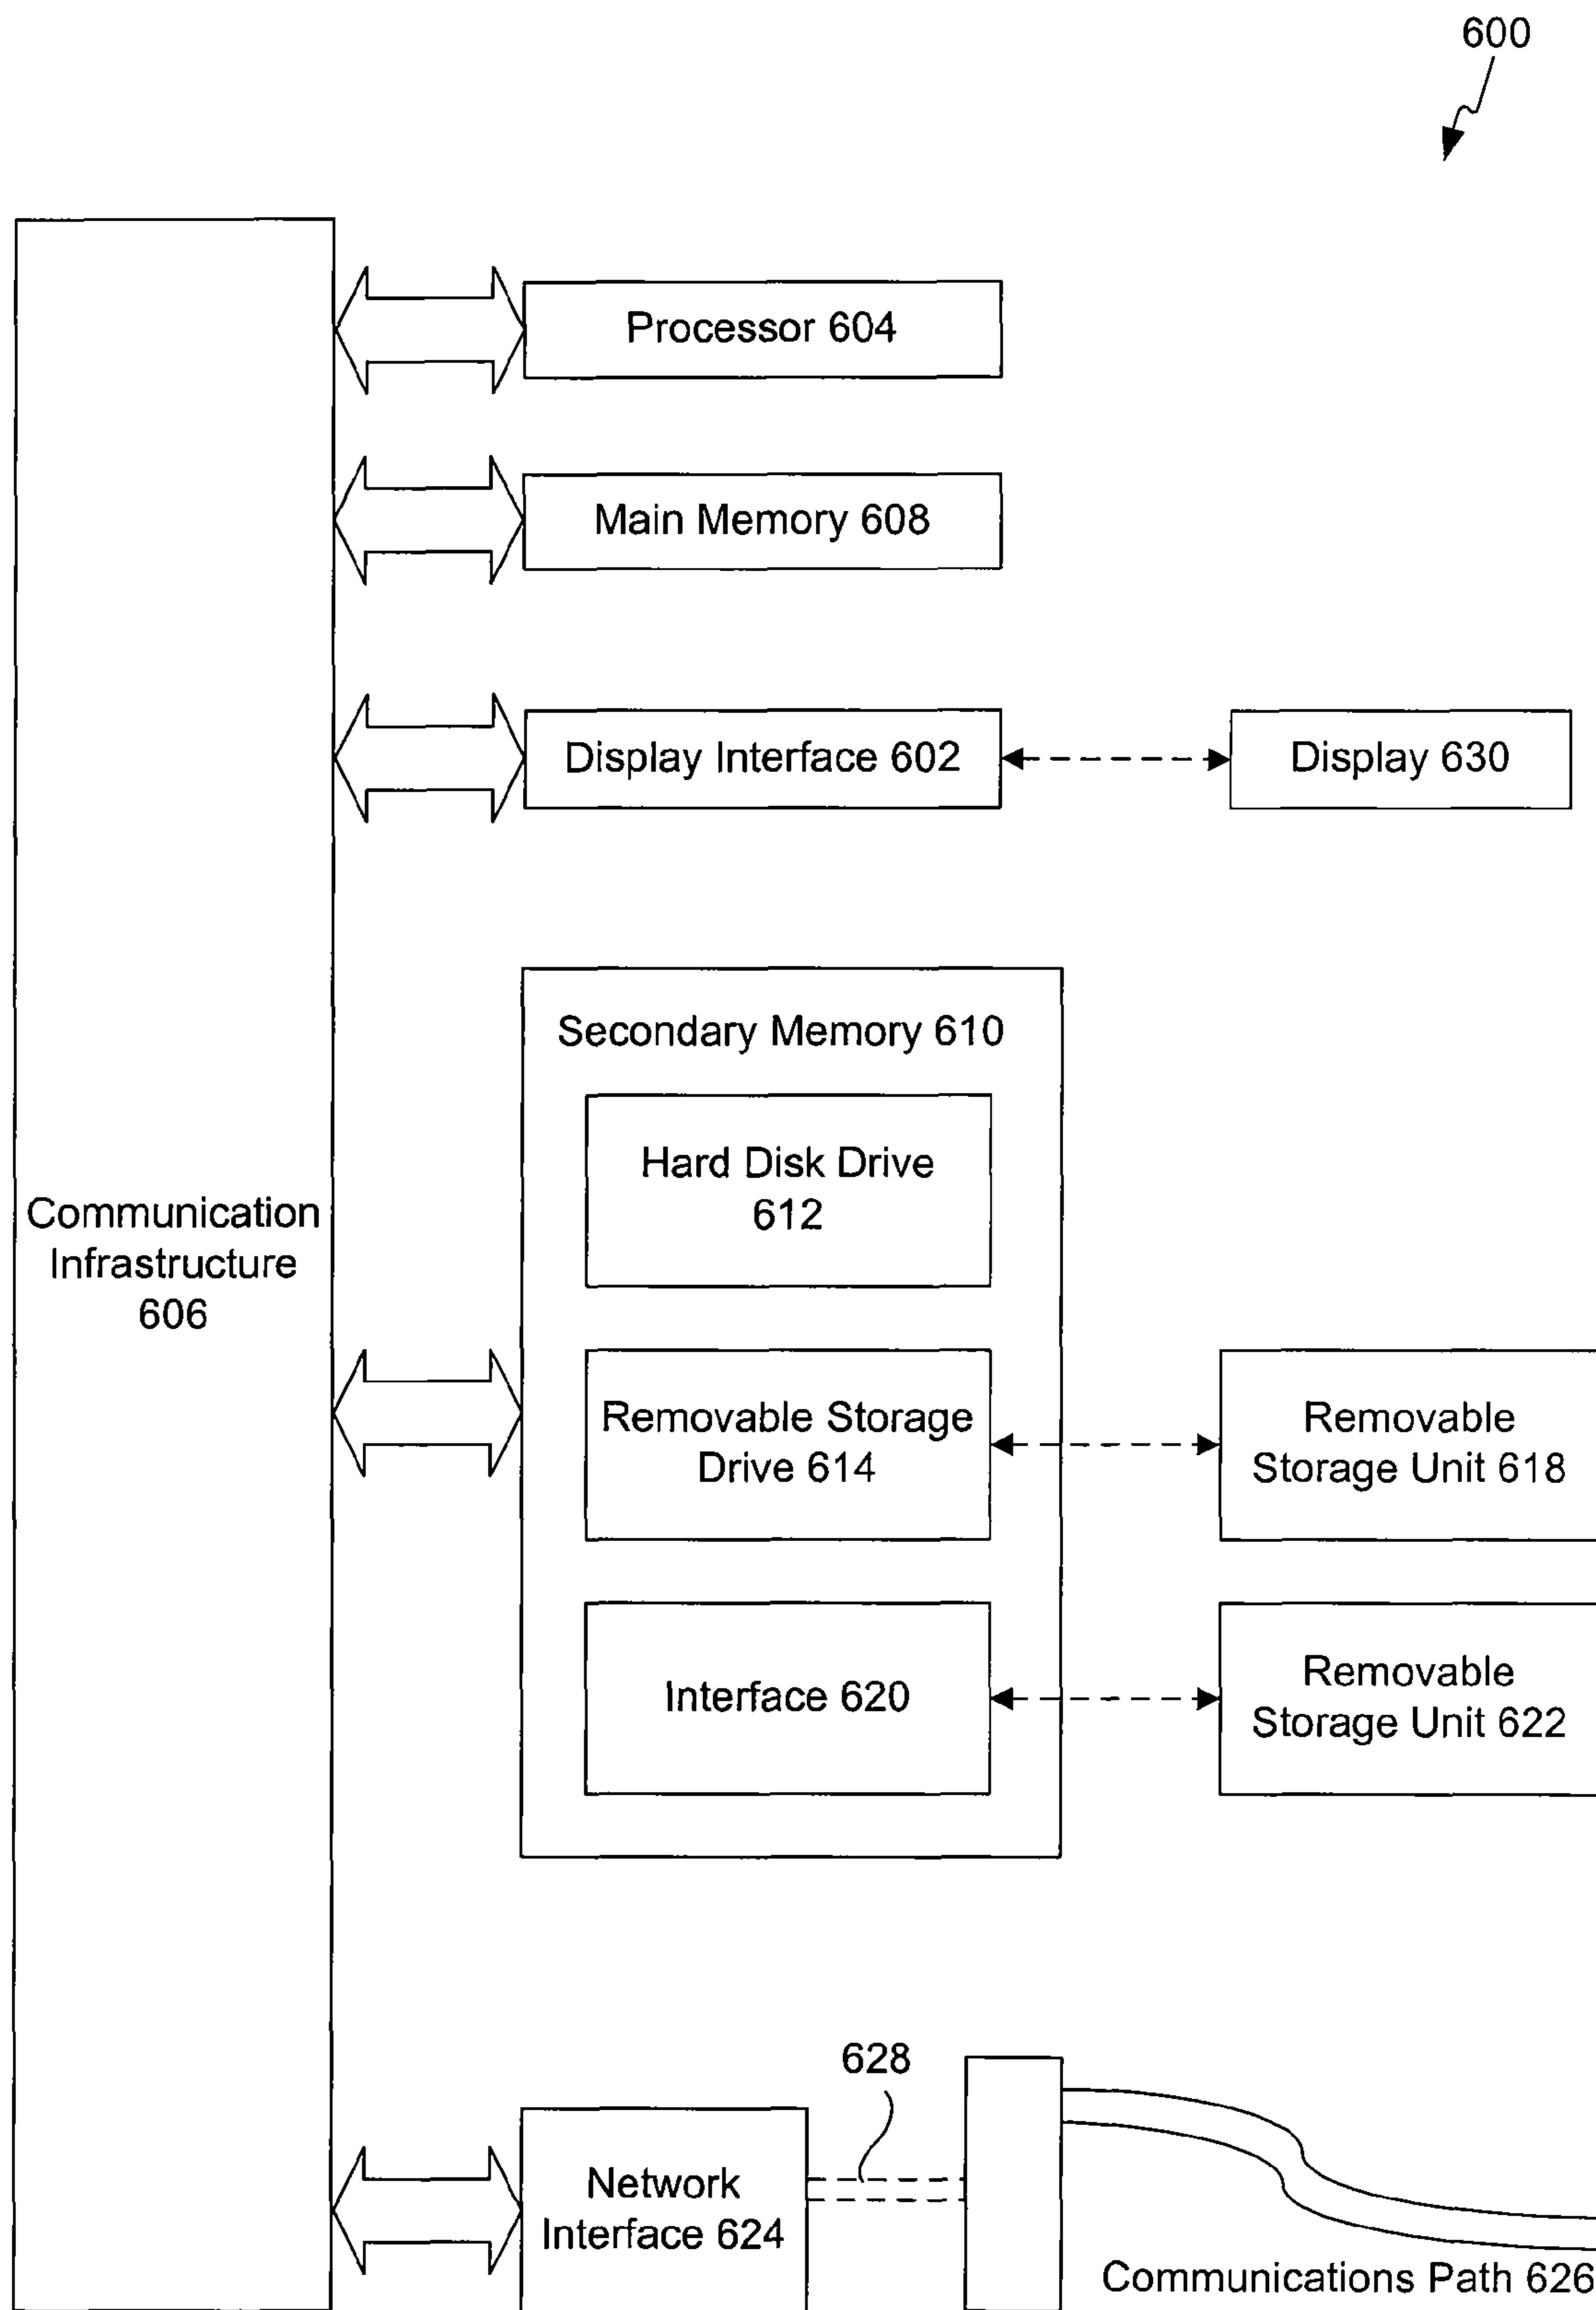 600
Processor 604
Main Memory 608
Display Interface 602
Display 630
Secondary Memory 610
Hard Disk Drive
612
Communication
Infrastructure
606
Removable Storage
Drive 614
Removable
Storage Unit 618
Interface 620
Removable
Storage Unit 622
628
Network
Interface 624
Communications Path 626